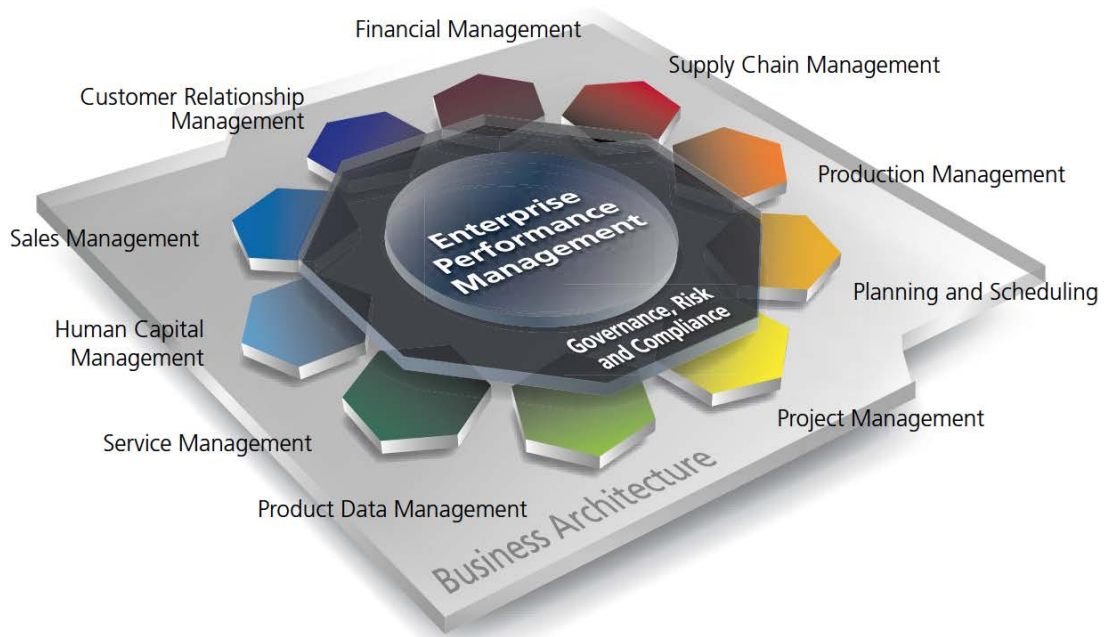 Financial Management
Supply Chain Management
Customer Relationship
Management
Production Management
Enterprise
Performance
Management
Sales Management
Planning and Scheduling
Governance, Risk
and Compliance
Human Capital
Management
Project Management
Service Management
Product Data Management
Business Architecture